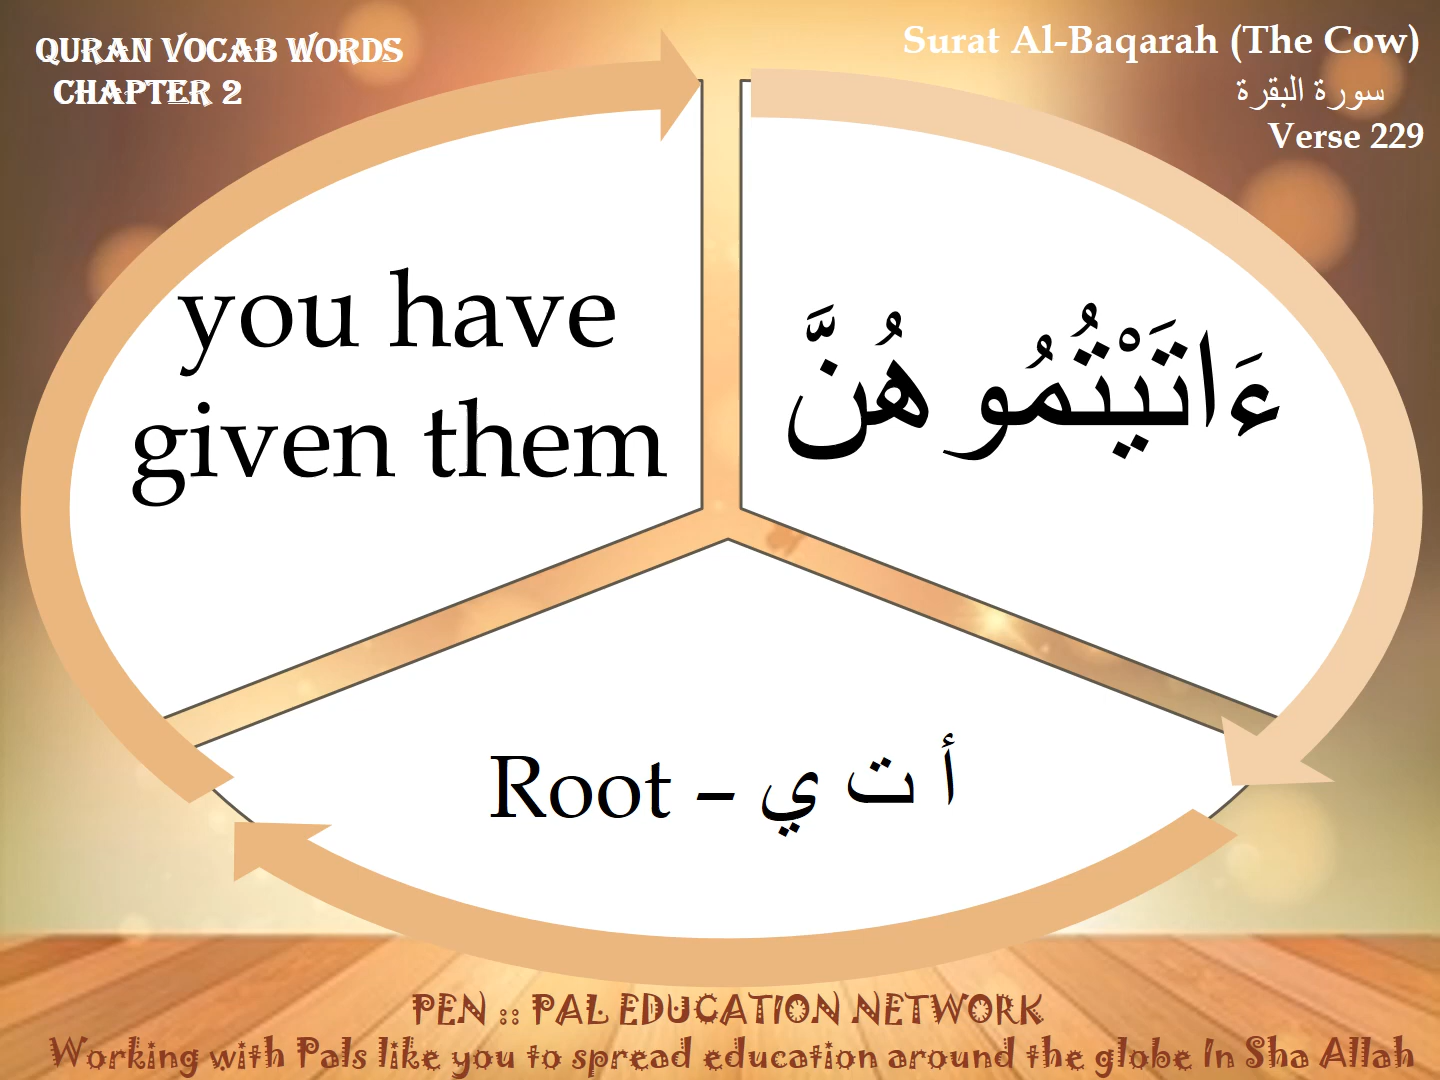 QURAN VOCAB WORDS
CHAPTER 2
Surat Al-Baqarah (The Cow)
سورة البقرة
Verse 229
you have
given them
ءَاتَيْتُمُوهُنَّ
Root – أ ت ي
PEN :: PAL EDUCATION NETWORK
Working with Pals like you to spread education around the globe In Sha Allah